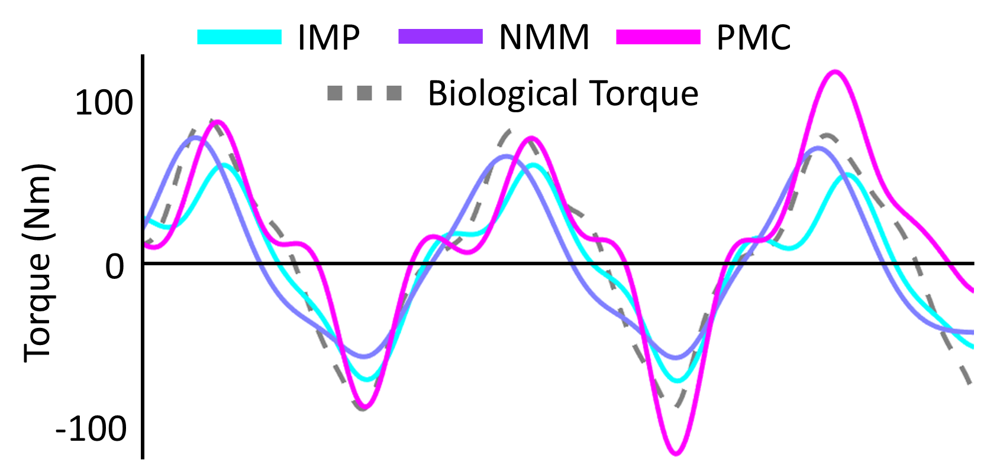 IMP NMM PMC
Biological Torque
100
0
-100
Torque (Nm)